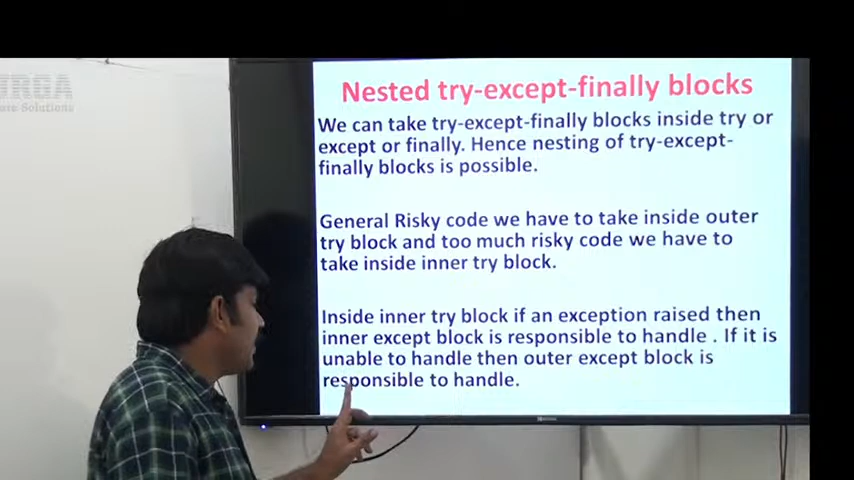 URGA
Solutions
Nested try-except-finally blocks
We can take try-except-finally blocks inside try or
except or finally. Hence nesting of try-except-
finally blocks is possible.
General Risky code we have to take inside outer
try block and too much risky code we have to
take inside inner try block.
Inside inner try block if an exception raised then
inner except block is responsible to handle . If it is
unable to handle then outer except block is
responsible to handle.